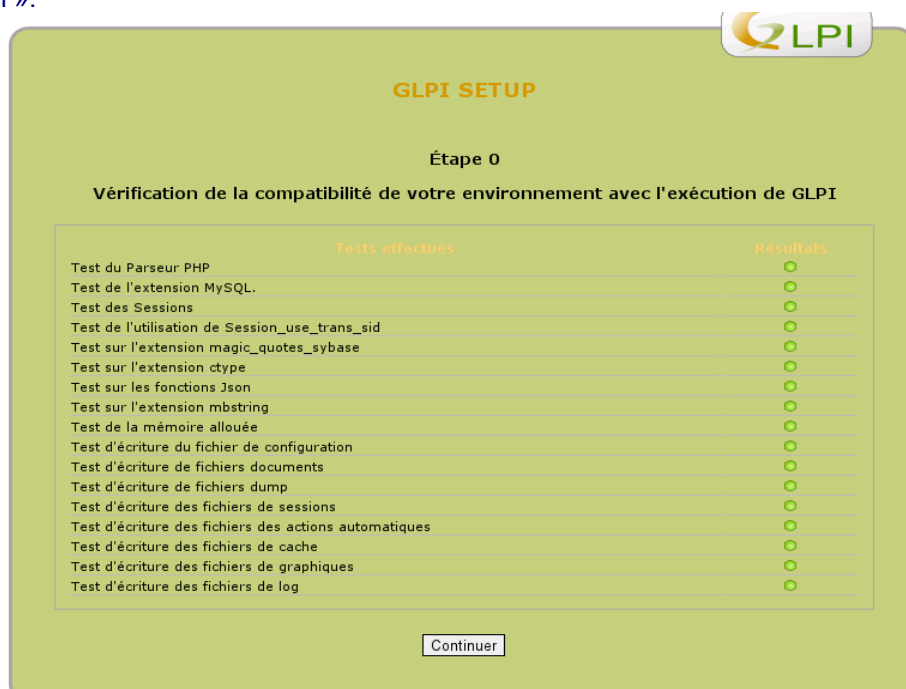 GLPI
GLPI SETUP
Étape 0
Vérification de la compatibilité de votre environnement avec l'exécution de GLPI
Tests effectués Résultats
Test du Parseur PHP
Test de l'extension MySQL.
Test des Sessions
Test de l'utilisation de Session_use_trans_sid
Test sur l'extension magic_quotes_sybase
Test sur l'extension ctype
Test sur les fonctions Json
Test sur l'extension mbstring
Test de la mémoire allouée
Test d'écriture du fichier de configuration
Test d'écriture de fichiers documents
Test d'écriture de fichiers dump
Test d'écriture des fichiers de sessions
Test d'écriture des fichiers des actions automatiques
Test d'écriture des fichiers de cache
Test d'écriture des fichiers de graphiques
Test d'écriture des fichiers de log
Continuer